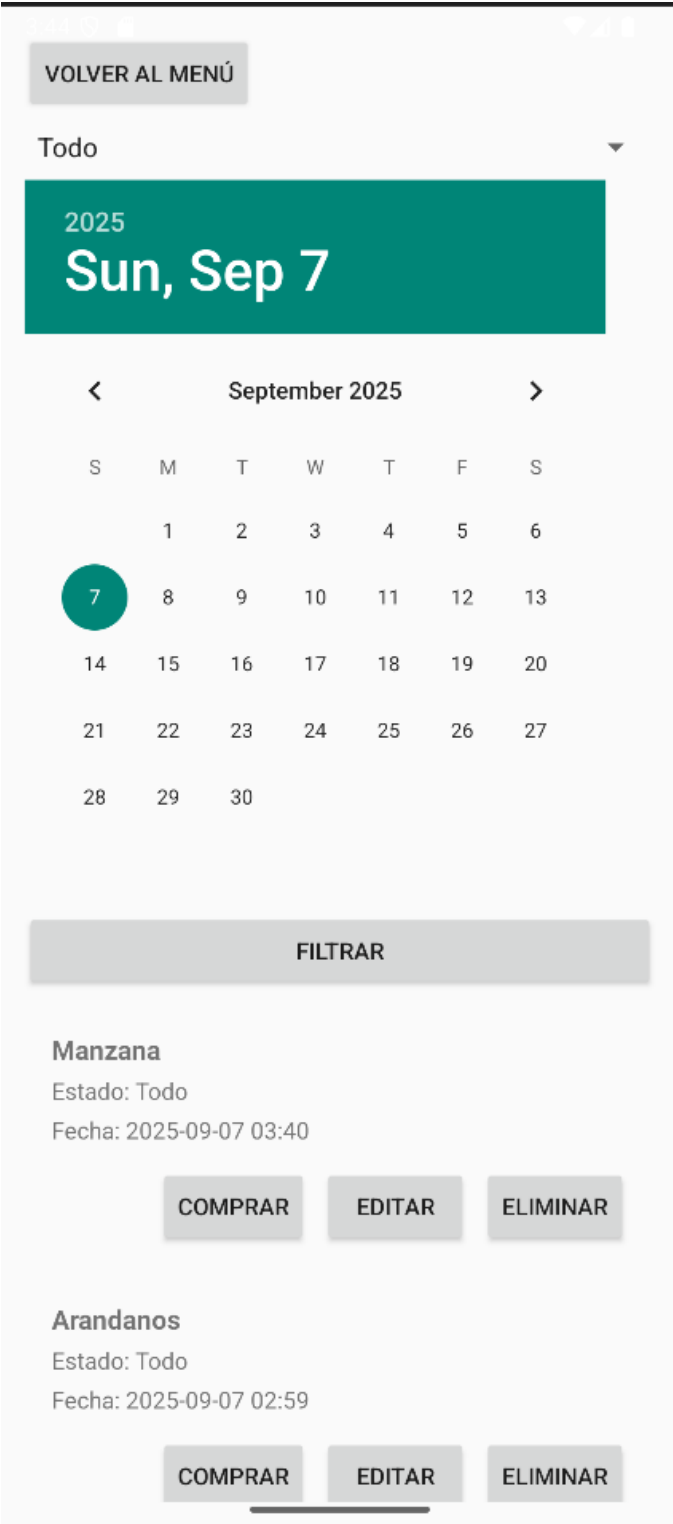 VOLVER AL MENÚ
Todo
2025
Sun, Sep 7
September 2025
S M T W T F S
1 2 3 4 5 6
7 8 9 10 11 12 13
14 15 16 17 18 19 20
21 22 23 24 25 26 27
28 29 30
FILTRAR
Manzana
Estado: Todo
Fecha: 2025-09-07 03:40
COMPRAR EDITAR ELIMINAR
Arandanos
Estado: Todo
Fecha: 2025-09-07 02:59
COMPRAR EDITAR ELIMINAR